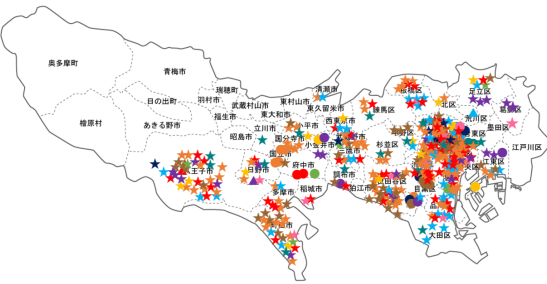 奥多摩町
青梅市
瑞穂町
清瀬市
足立区
日の出町
羽村市
武蔵村山市
東村山市
東久留米市
練馬区
北区
葛飾区
檜原村
あきる野市
福生市
東大和市
小平市
西東京市
荒川区
墨田区
昭島市
立川市
国分寺市
小金井市
杉並区
江戸川区
八王子市
日野市
府中市
三鷹市
江東区
調布市
狛江市
世田谷区
目黒区
多摩市
稲城市
町田市
大田区